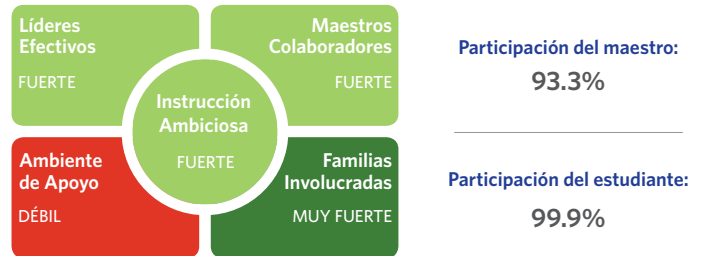 Líderes
Efectivos
FUERTE
Maestros
Colaboradores
FUERTE
Instrucción
Ambiciosa
FUERTE
Ambiente
de Apoyo
DÉBIL
Familias
Involucradas
MUY FUERTE
Participación del maestro:
93.3%
Participación del estudiante:
99.9%